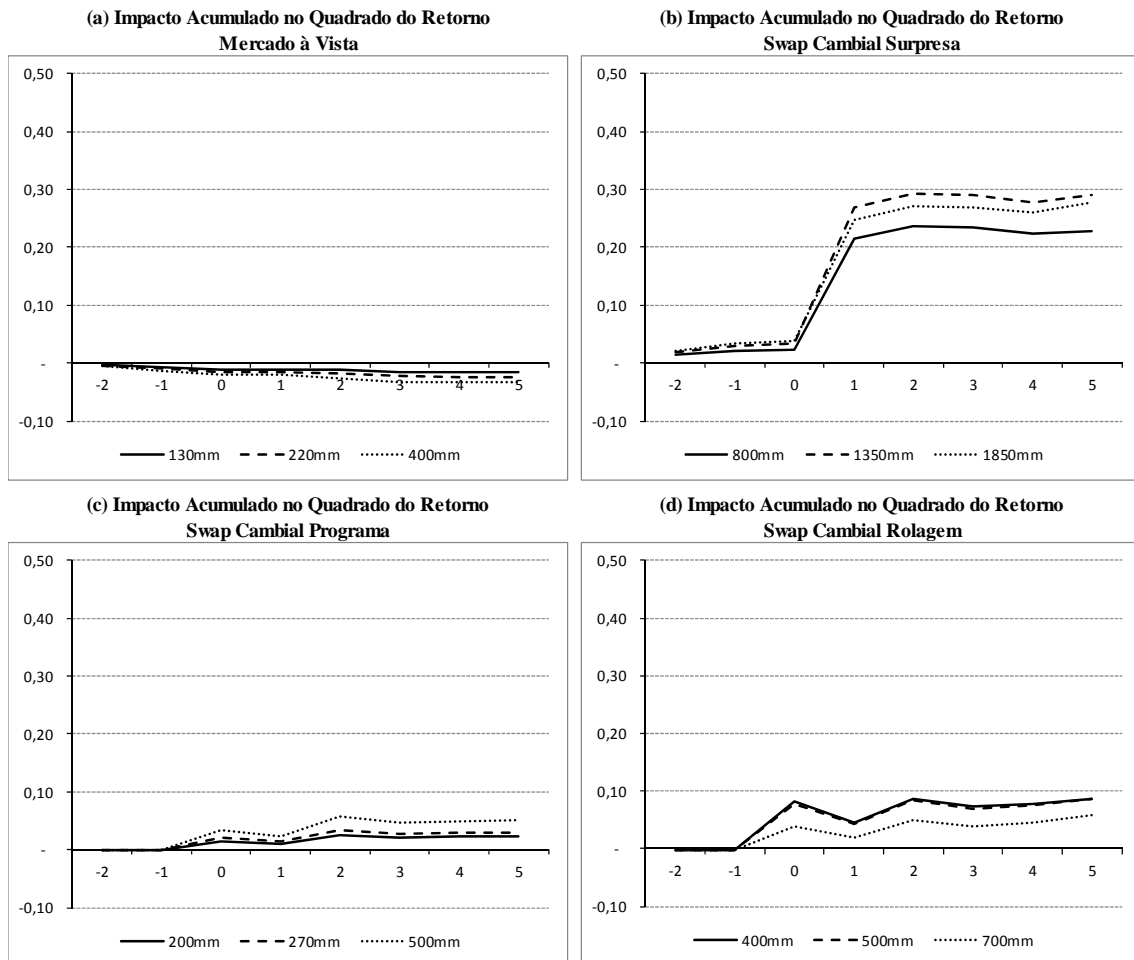 (a) Impacto Acumulado no Quadrado do Retorno
Mercado à Vista
0,50
0,40
0,30
0,20
0,10
-
-0,10
-2 -1 0 1 2 3 4 5
130mm 220mm 400mm
(b) Impacto Acumulado no Quadrado do Retorno
Swap Cambial Surpresa
0,50
0,40
0,30
0,20
0,10
-
-0,10
-2 -1 0 1 2 3 4 5
800mm 1350mm 1850mm
(c) Impacto Acumulado no Quadrado do Retorno
Swap Cambial Programa
0,50
0,40
0,30
0,20
0,10
-
-0,10
-2 -1 0 1 2 3 4 5
200mm 270mm 500mm
(d) Impacto Acumulado no Quadrado do Retorno
Swap Cambial Rolagem
0,50
0,40
0,30
0,20
0,10
-
-0,10
-2 -1 0 1 2 3 4 5
400mm 500mm 700mm